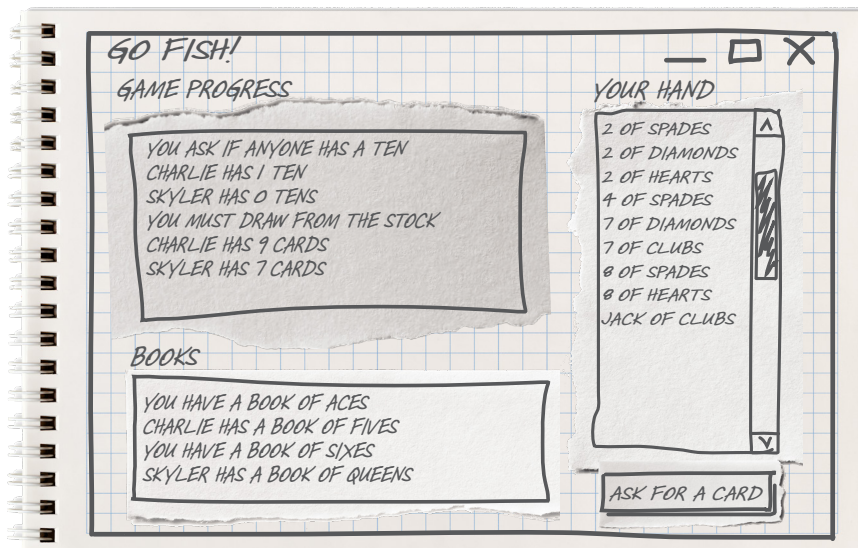 GO FISH!
GAME PROGRESS
YOU ASK IF ANYONE HAS A TEN
CHARLIE HAS 1 TEN
SKYLER HAS 0 TENS
YOU MUST DRAW FROM THE STOCK
CHARLIE HAS 9 CARDS
SKYLER HAS 7 CARDS
BOOKS
YOU HAVE A BOOK OF ACES
CHARLIE HAS A BOOK OF FIVES
YOU HAVE A BOOK OF SIXES
SKYLER HAS A BOOK OF QUEENS
YOUR HAND
2 OF SPADES
2 OF DIAMONDS
2 OF HEARTS
4 OF SPADES
7 OF DIAMONDS
7 OF CLUBS
8 OF SPADES
8 OF HEARTS
JACK OF CLUBS
ASK FOR A CARD